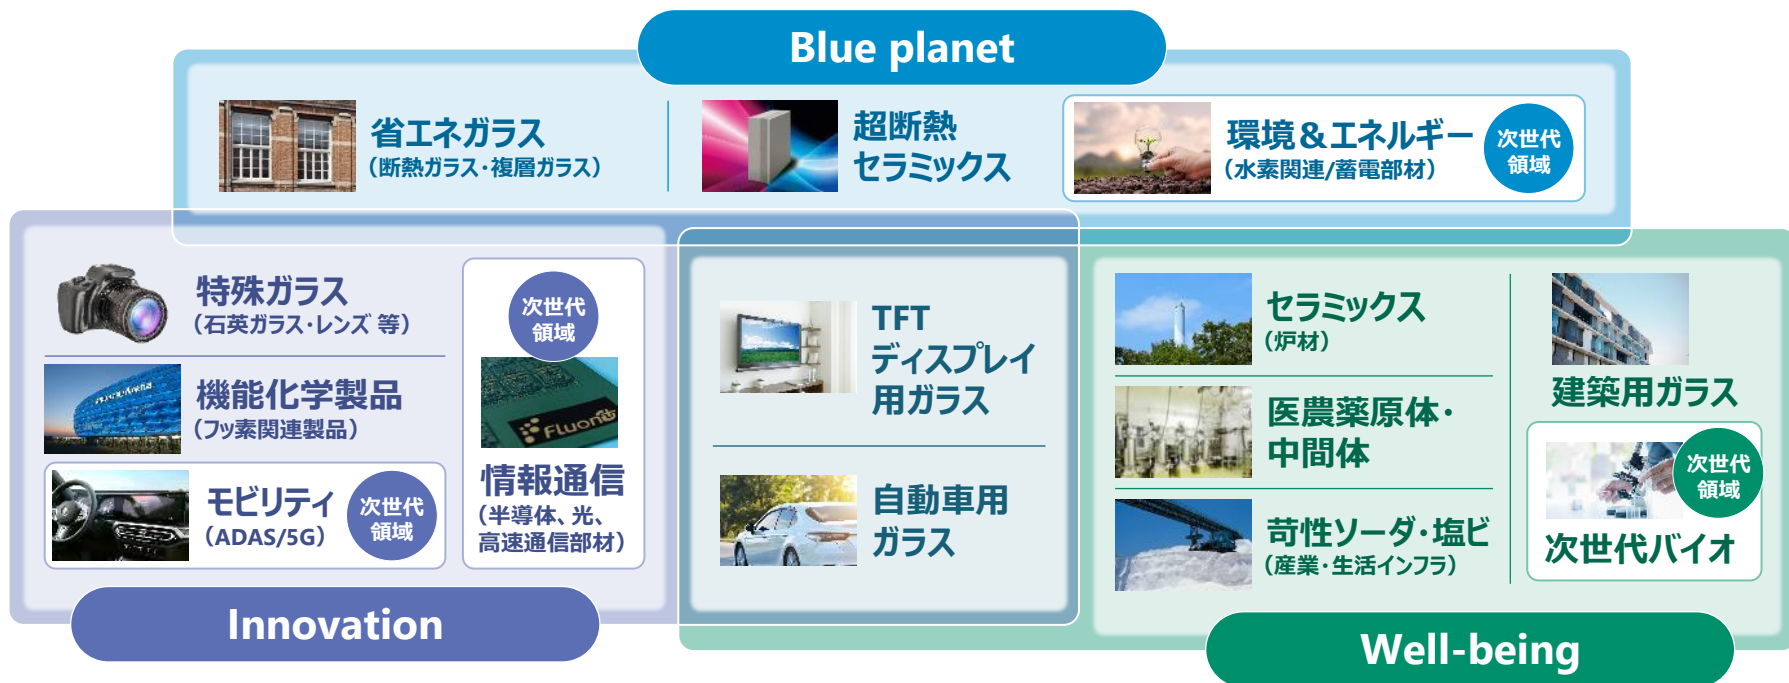 Blue planet
省エネガラス
（断熱ガラス・複層ガラス）
超断熱
セラミックス
環境＆エネルギー
（水素関連/蓄電部材）
次世代
領域
特殊ガラス
（石英ガラス・レンズ 等）
機能化学製品
（フッ素関連製品）
モビリティ
（ADAS/5G）
次世代
領域
次世代
領域
FLUON
情報通信
（半導体、光、
高速通信部材）
Innovation
TFT
ディスプレイ
用ガラス
自動車用
ガラス
セラミックス
（炉材）
医農薬原体・
中間体
苛性ソーダ・塩ビ
（産業・生活インフラ）
建築用ガラス
次世代
領域
次世代バイオ
Well-being